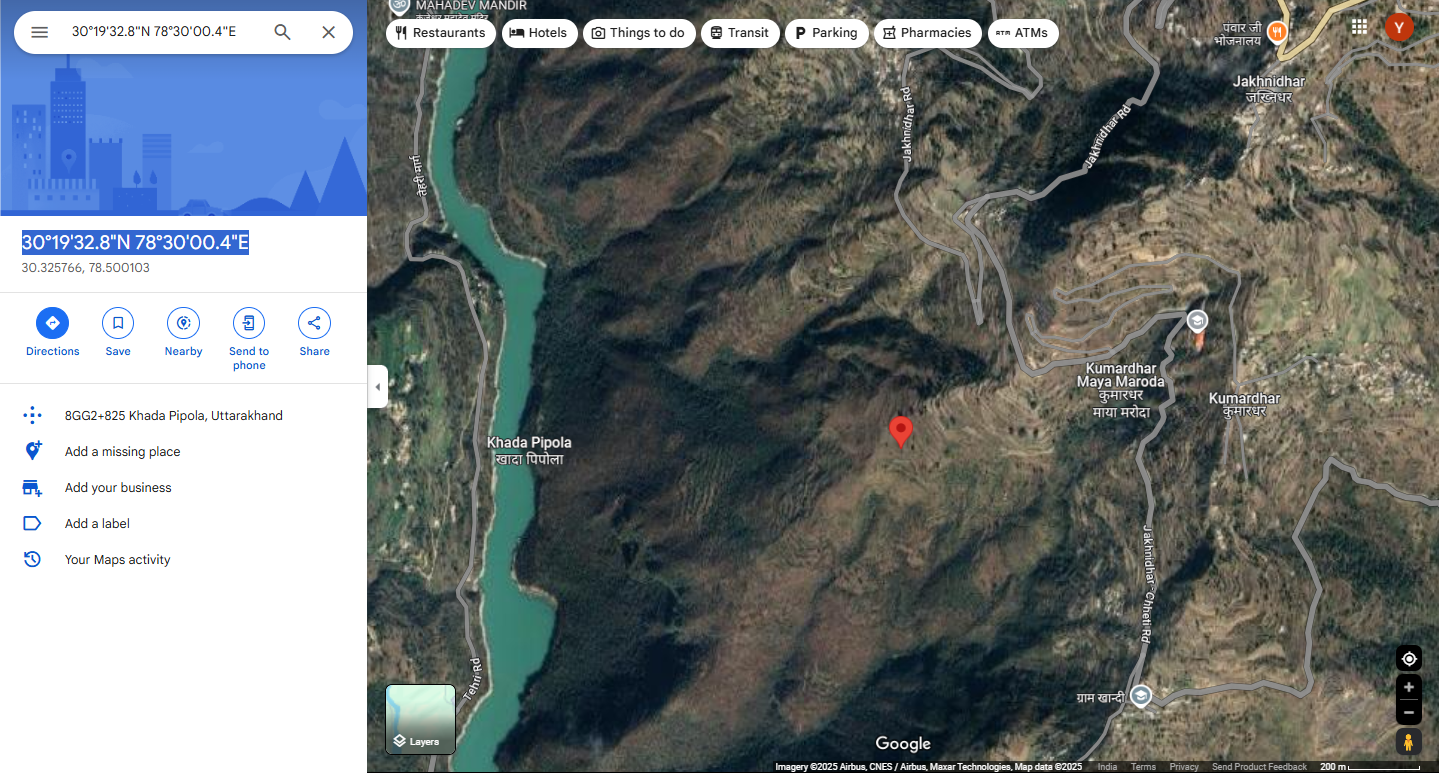 30°19'32.8"N 78°30'00.4"E
30°19'32.8"N 78°30'00.4"E
30.325766, 78.500103
Directions
Save
Nearby
Send to
phone
Share
8GG2+825 Khada Pipola, Uttarakhand
Add a missing place
Add your business
Add a label
Your Maps activity
MAHADEV MANDIR
Restaurants
Hotels
Things to do
Transit
Parking
Pharmacies
ATM ATMs
Y
पंवार जी
भोजनालय
Jakhnidhar
जख्निधर
Jakhnidhar Rd
Jakhnidhar Rd
टेहरी मार्ग
Kumardhar
Maya Maroda
कुमारधर
माया मरोदा
Kumardhar
कुमारधर
Khada Pipola
खादा पिपोला
Jakhnidhar - Chheti Rd
Tehri Rd
ग्राम खान्दी
Layers
Google
Imagery ©2025 Airbus, CNES / Airbus, Maxar Technologies, Map data ©2025
India
Terms
Privacy
Send Product Feedback
200 m